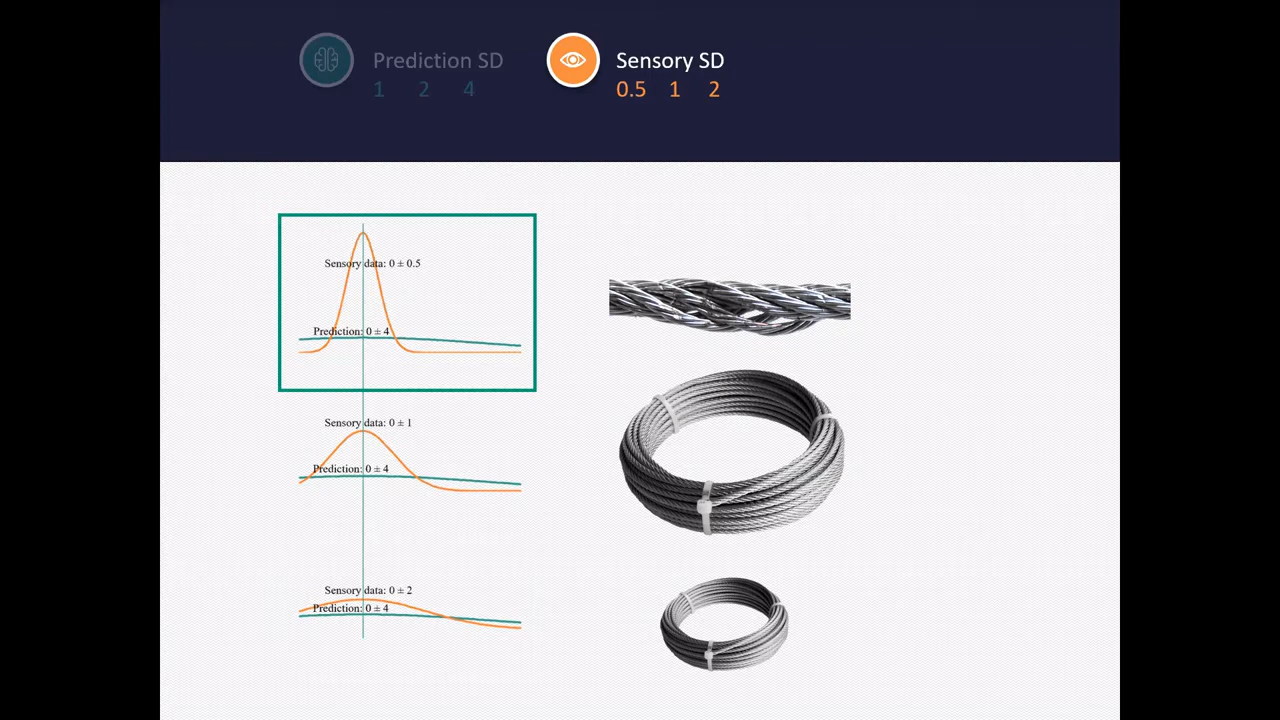 Prediction SD
1 2 4
Sensory SD
0.5 1 2
Sensory data: 0 ± 0.5
Prediction: 0 ± 4
Sensory data: 0 ± 1
Prediction: 0 ± 4
Sensory data: 0 ± 2
Prediction: 0 ± 4